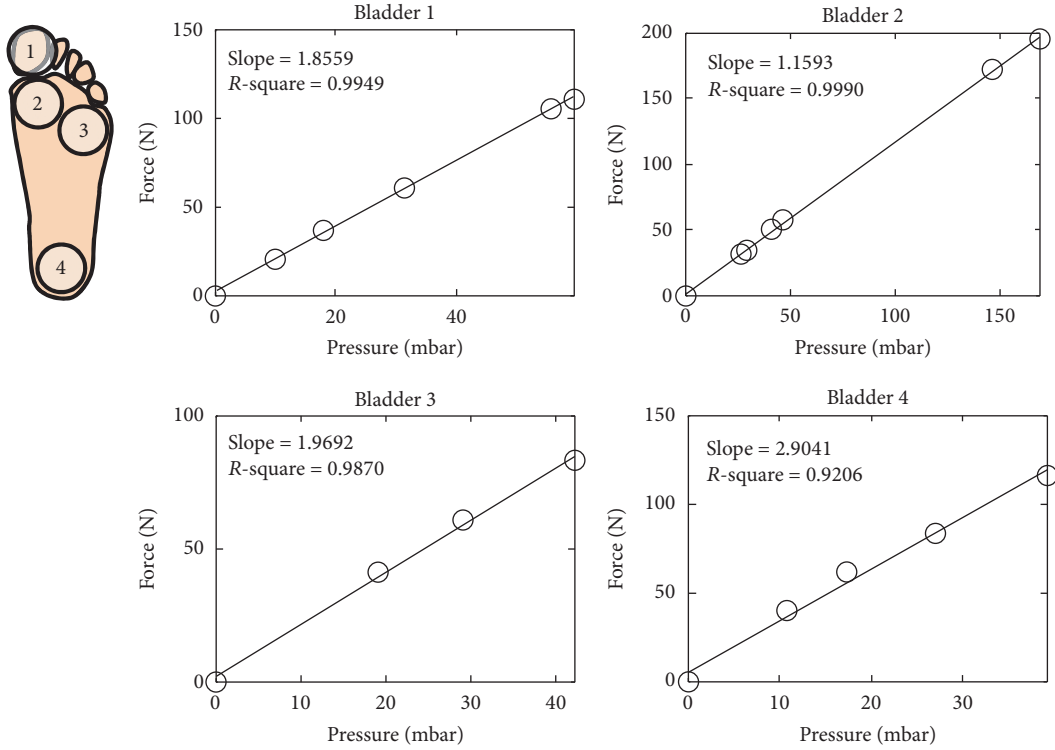 1
2
3
4
Bladder 1
Slope = 1.8559
R-square = 0.9949
150
100
50
0
Force (N)
0 20 40
Pressure (mbar)
Bladder 2
Slope = 1.1593
R-square = 0.9990
200
150
100
50
0
Force (N)
0 50 100 150
Pressure (mbar)
Bladder 3
Slope = 1.9692
R-square = 0.9870
100
50
0
Force (N)
0 10 20 30 40
Pressure (mbar)
Bladder 4
Slope = 2.9041
R-square = 0.9206
150
100
50
0
Force (N)
0 10 20 30
Pressure (mbar)